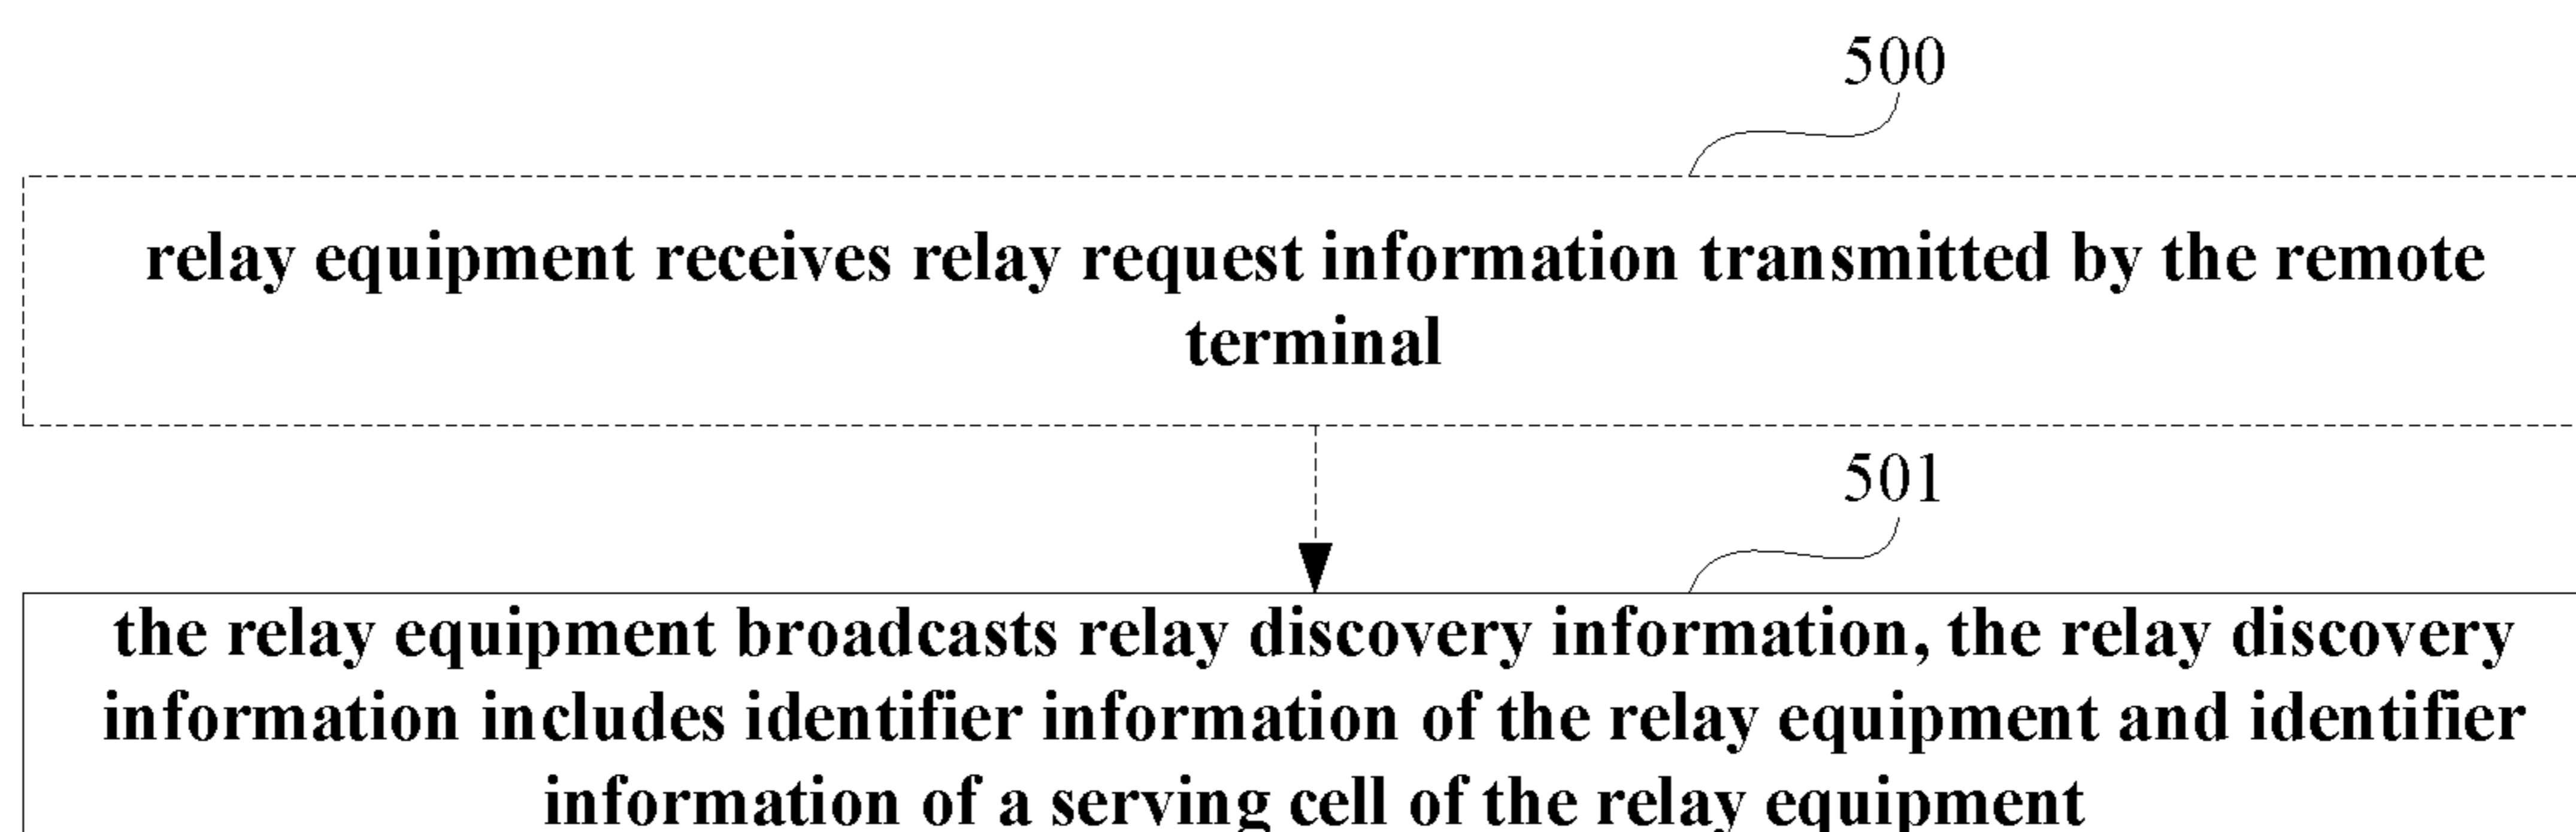 500
relay equipment receives relay request information transmitted by the remote
terminal
501
the relay equipment broadcasts relay discovery information, the relay discovery
information includes identifier information of the relay equipment and identifier
information of a serving cell of the relay equipment